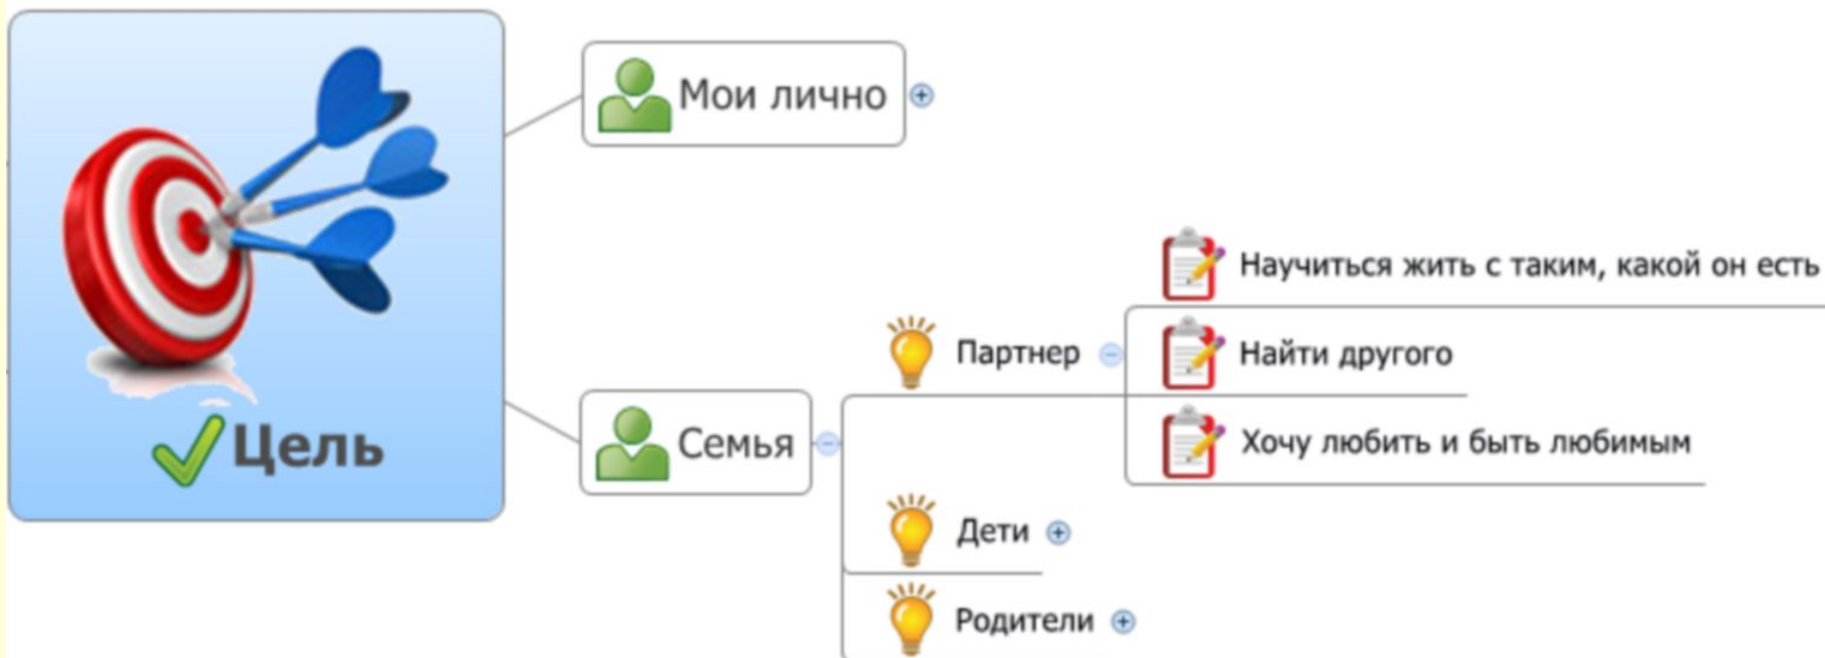 Цель
Мои лично
Семья
Партнер
Научиться жить с таким, какой он есть
Найти другого
Хочу любить и быть любимым
Дети
Родители